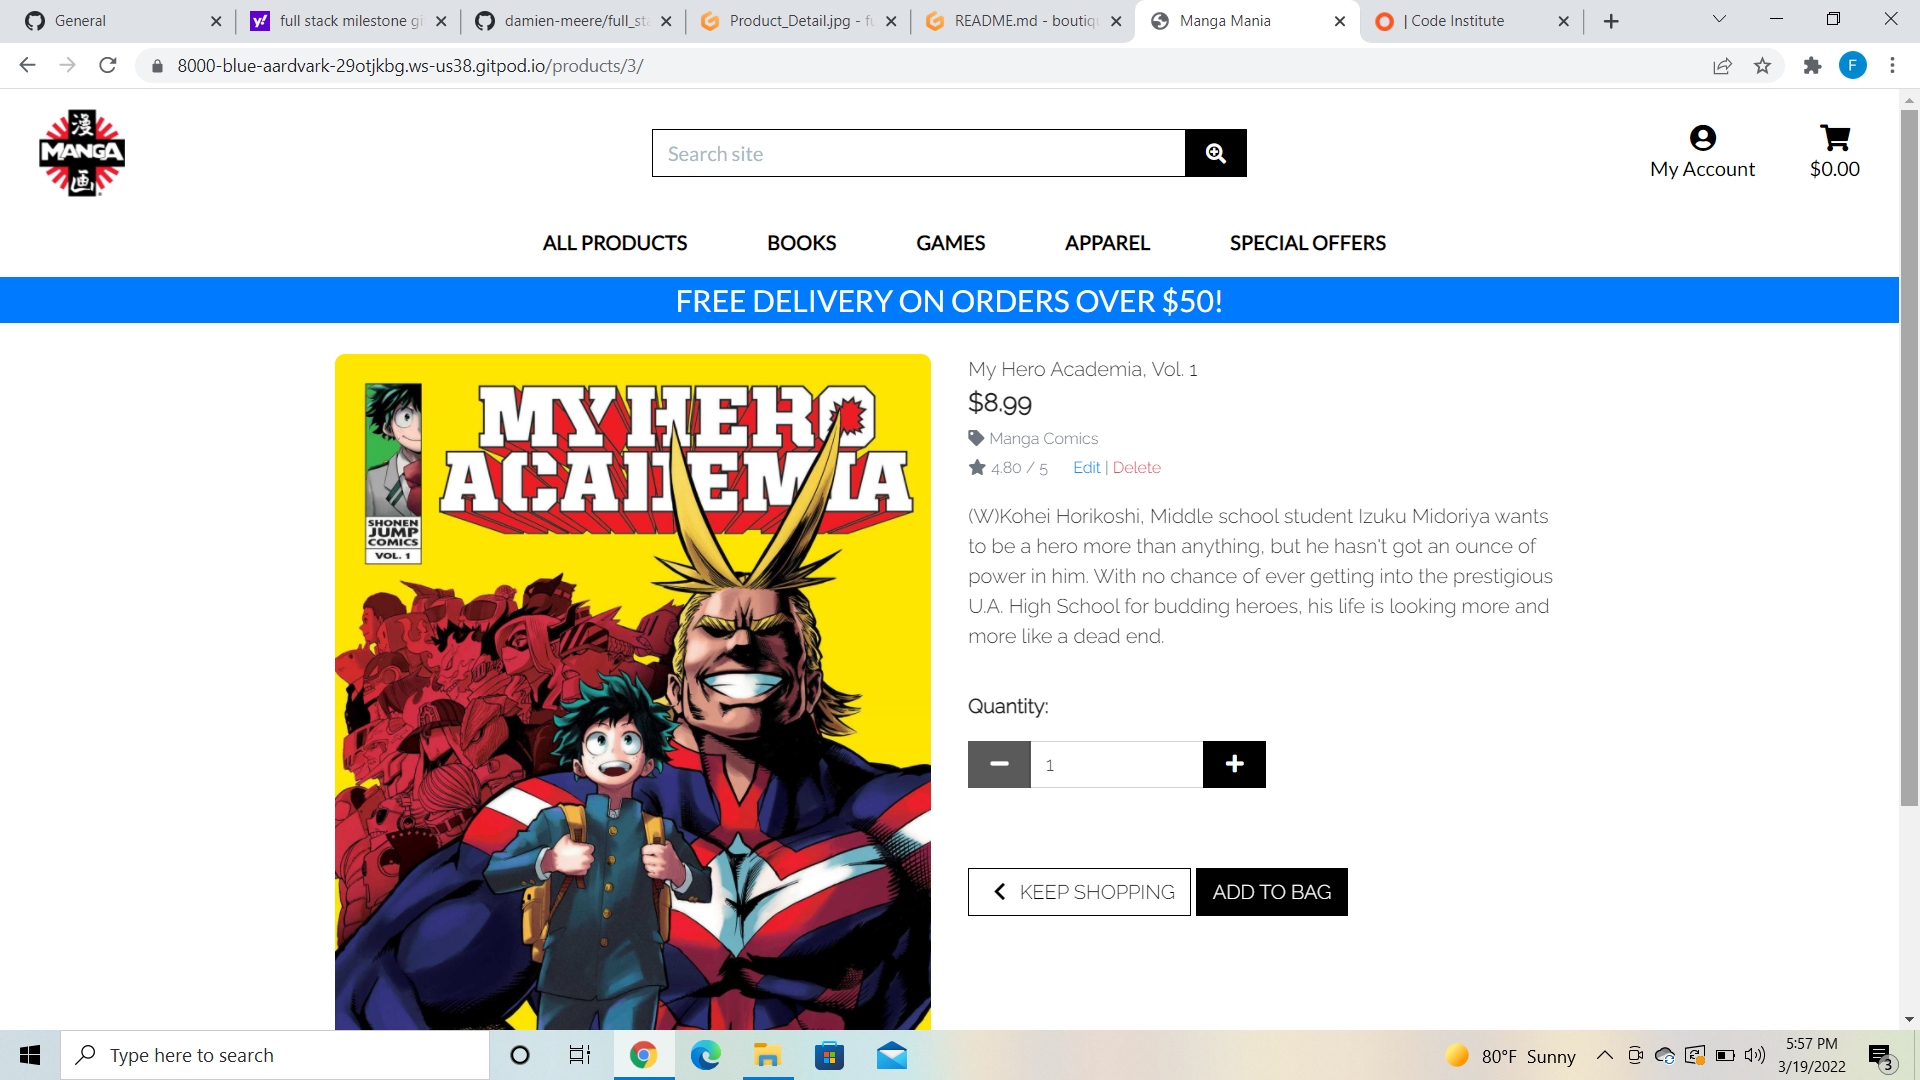 General
full stack milestone gi
damien-meere/full_sta
Product_Detail.jpg - fu
README.md - boutiqu
Manga Mania
| Code Institute
8000-blue-aardvark-29otjkbg.ws-us38.gitpod.io/products/3/
F
漫
MANGA
画
Search site
My Account
$0.00
ALL PRODUCTS
BOOKS
GAMES
APPAREL
SPECIAL OFFERS
FREE DELIVERY ON ORDERS OVER $50!
MY HERO
ACADEMIA
SHONEN
JUMP
COMICS
VOL. 1
My Hero Academia, Vol. 1
$8.99
Manga Comics
4.80 / 5 Edit | Delete
(W)Kohei Horikoshi, Middle school student Izuku Midoriya wants
to be a hero more than anything, but he hasn't got an ounce of
power in him. With no chance of ever getting into the prestigious
U.A. High School for budding heroes, his life is looking more and
more like a dead end.
Quantity:
1
KEEP SHOPPING
ADD TO BAG
Type here to search
80°F Sunny
5:57 PM
3/19/2022
3